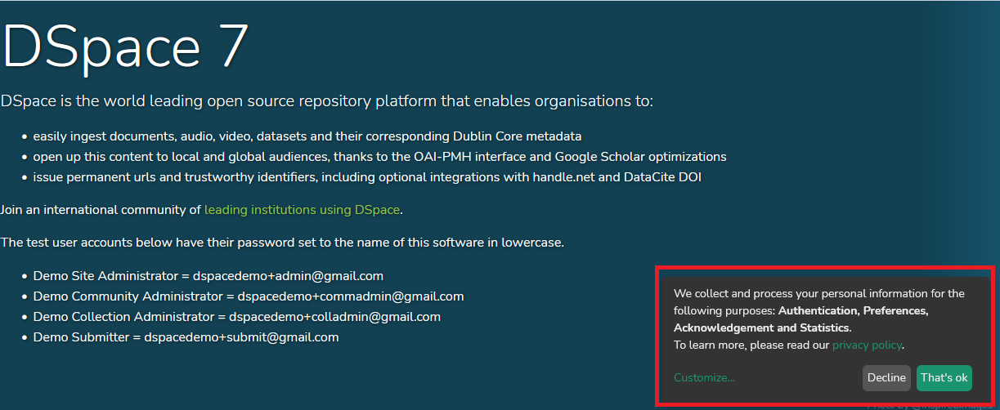 DSpace 7
DSpace is the world leading open source repository platform that enables organisations to:
• easily ingest documents, audio, video, datasets and their corresponding Dublin Core metadata
• open up this content to local and global audiences, thanks to the OAI-PMH interface and Google Scholar optimizations
• issue permanent urls and trustworthy identifiers, including optional integrations with handle.net and DataCite DOI
Join an international community of leading institutions using DSpace.
The test user accounts below have their password set to the name of this software in lowercase.
• Demo Site Administrator = dspacedemo+admin@gmail.com
• Demo Community Administrator = dspacedemo+commadmin@gmail.com
• Demo Collection Administrator = dspacedemo+colladmin@gmail.com
• Demo Submitter = dspacedemo+submit@gmail.com
We collect and process your personal information for the
following purposes: Authentication, Preferences,
Acknowledgement and Statistics.
To learn more, please read our privacy policy.
Customize...
Decline
That's ok